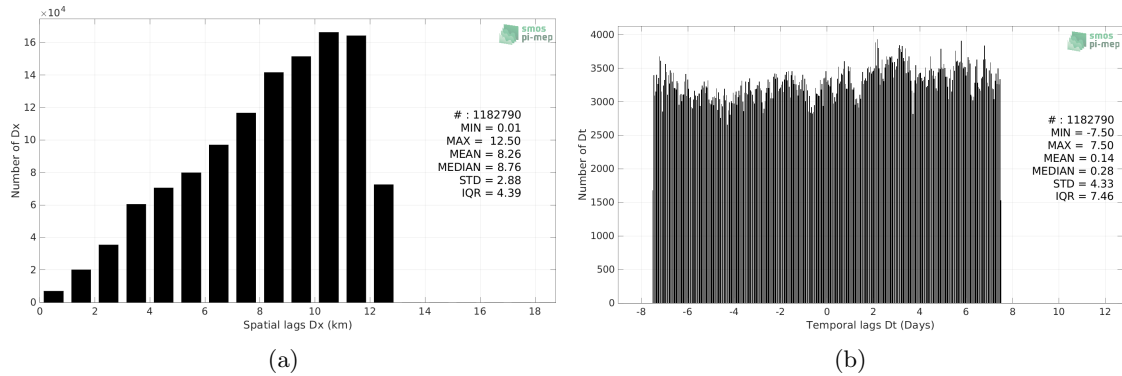 ×10⁴
16
14
12
10
8
6
4
2
0
Number of Dx
0 2 4 6 8 10 12 14 16 18
Spatial lags Dx (km)
smos
pi-mep
# : 1182790
MIN = 0.01
MAX = 12.50
MEAN = 8.26
MEDIAN = 8.76
STD = 2.88
IQR = 4.39
(a)
4000
3500
3000
2500
2000
1500
1000
500
0
Number of Dt
-8 -6 -4 -2 0 2 4 6 8 10 12
Temporal lags Dt (Days)
smos
pi-mep
# : 1182790
MIN = -7.50
MAX = 7.50
MEAN = 0.14
MEDIAN = 0.28
STD = 4.33
IQR = 7.46
(b)